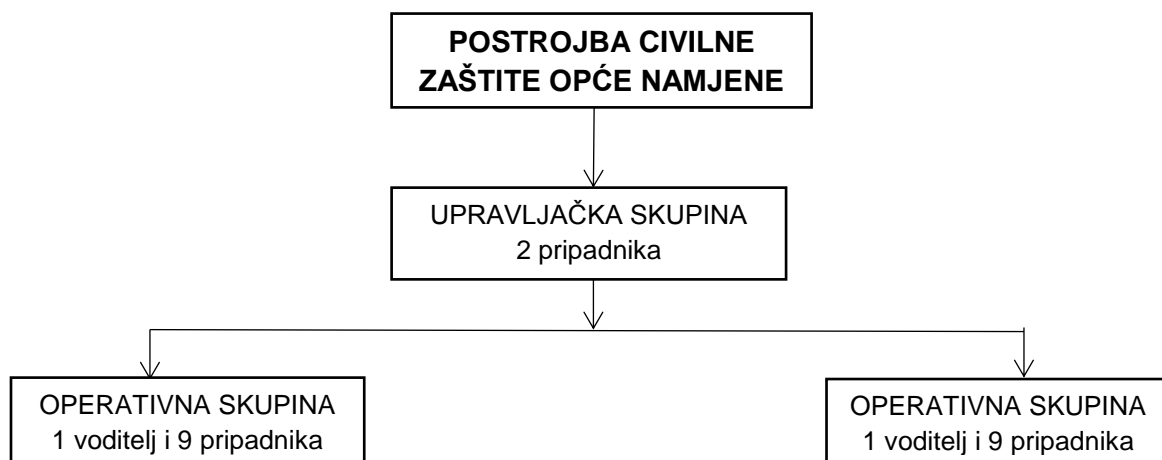 POSTROJBA CIVILNE
ZAŠTITE OPĆE NAMJENE
UPRAVLJAČKA SKUPINA
2 pripadnika
OPERATIVNA SKUPINA
1 voditelj i 9 pripadnika
OPERATIVNA SKUPINA
1 voditelj i 9 pripadnika